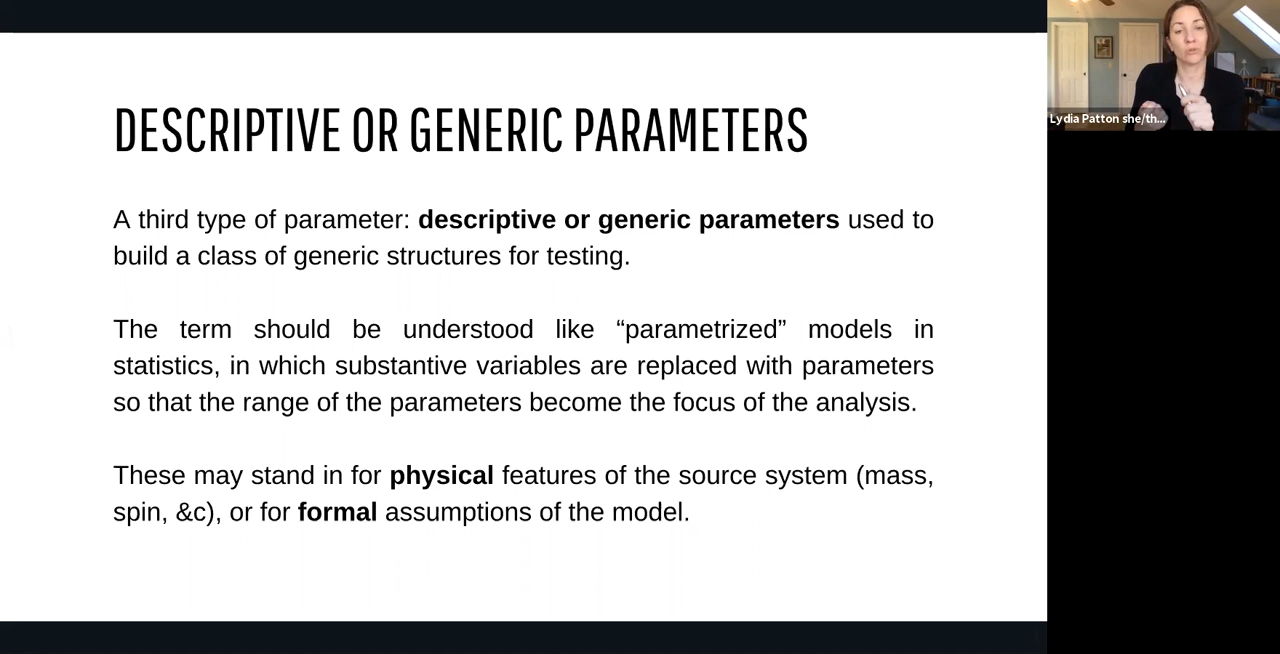 DESCRIPTIVE OR GENERIC PARAMETERS
A third type of parameter: descriptive or generic parameters used to
build a class of generic structures for testing.
The term should be understood like “parametrized” models in
statistics, in which substantive variables are replaced with parameters
so that the range of the parameters become the focus of the analysis.
These may stand in for physical features of the source system (mass,
spin, &c), or for formal assumptions of the model.
Lydia Patton she/th...